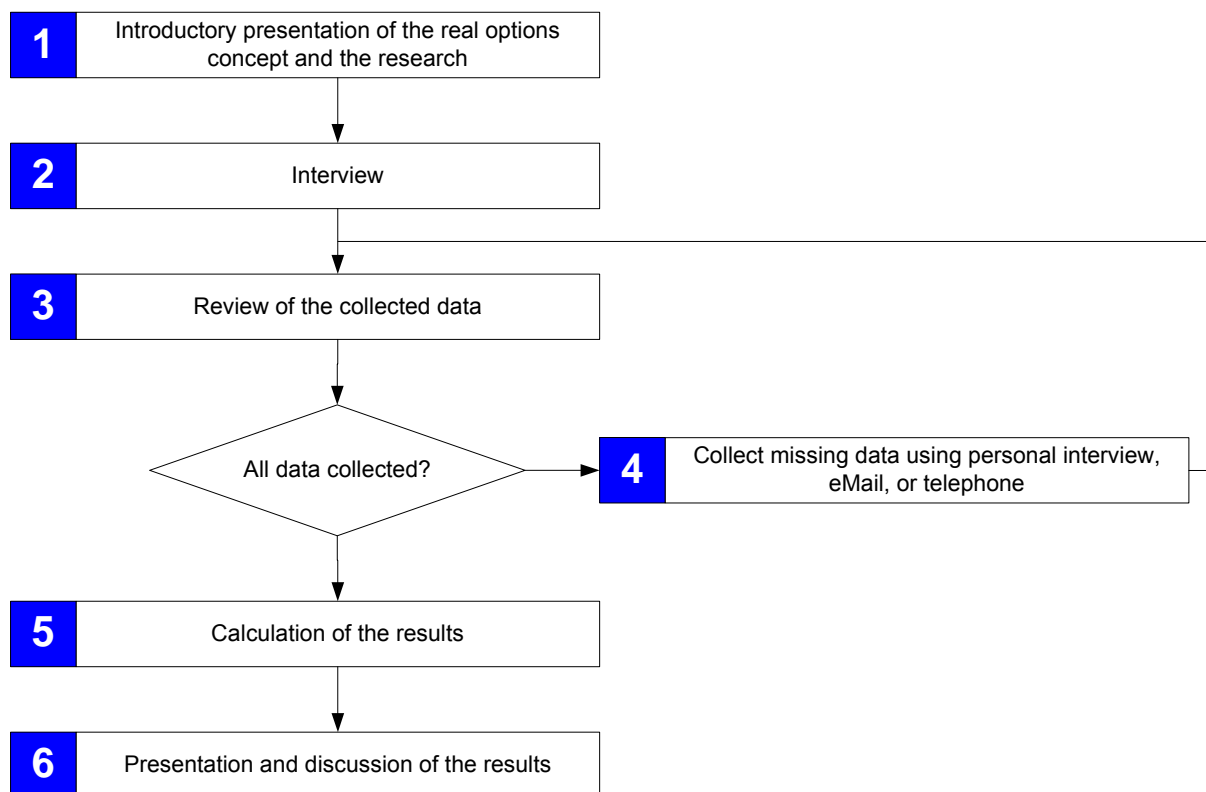 1
Introductory presentation of the real options
concept and the research
2
Interview
3
Review of the collected data
All data collected?
4
Collect missing data using personal interview,
eMail, or telephone
5
Calculation of the results
6
Presentation and discussion of the results